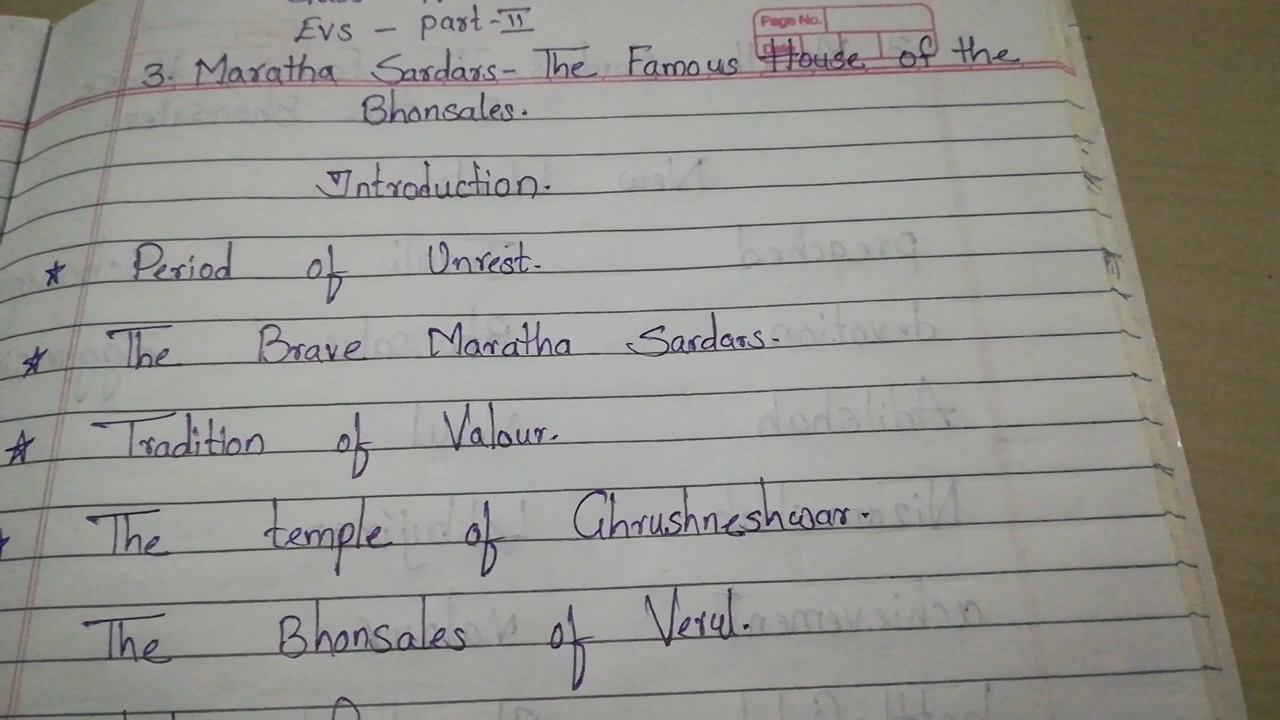 EVS - Part-II
Page No.
3. Maratha Sardars- The Famous House of the
Bhonsales.
Introduction.
* Period of Unrest.
* The Brave Maratha Sardars.
* Tradition of Valour.
The temple of Ghrushneshwar.
The Bhonsales of Verul.